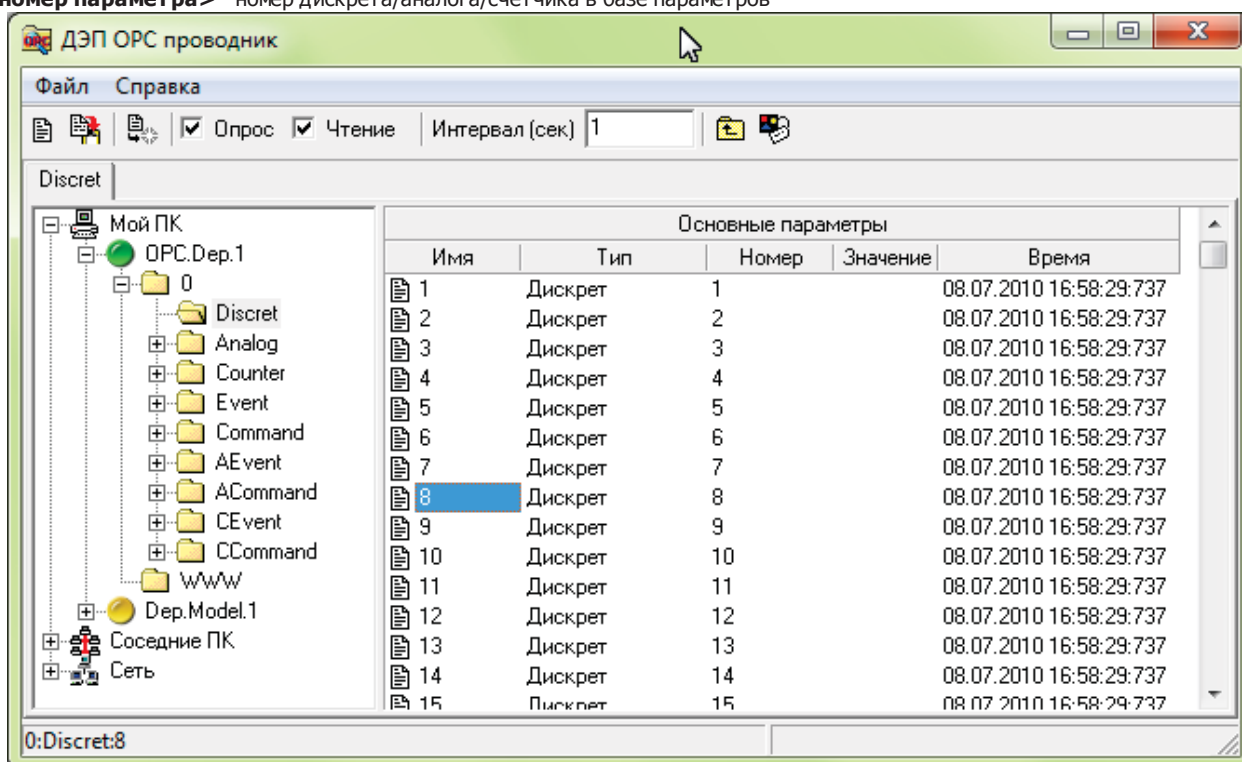 номер параметра> номер дискрета/аналога/счетчика в базе параметров
ДЭП OPC проводник
Файл Справка
Опрос Чтение Интервал (сек) 1
Discret
Мой ПК
OPC.Dep.1
0
Discret
Analog
Counter
Event
Command
AEvent
ACommand
CEvent
CCommand
WWW
Dep.Model.1
Соседние ПК
Сеть
Основные параметры
Имя Тип Номер Значение Время
1 Дискрет 1 08.07.2010 16:58:29:737
2 Дискрет 2 08.07.2010 16:58:29:737
3 Дискрет 3 08.07.2010 16:58:29:737
4 Дискрет 4 08.07.2010 16:58:29:737
5 Дискрет 5 08.07.2010 16:58:29:737
6 Дискрет 6 08.07.2010 16:58:29:737
7 Дискрет 7 08.07.2010 16:58:29:737
8 Дискрет 8 08.07.2010 16:58:29:737
9 Дискрет 9 08.07.2010 16:58:29:737
10 Дискрет 10 08.07.2010 16:58:29:737
11 Дискрет 11 08.07.2010 16:58:29:737
12 Дискрет 12 08.07.2010 16:58:29:737
13 Дискрет 13 08.07.2010 16:58:29:737
14 Дискрет 14 08.07.2010 16:58:29:737
15 Дискрет 15 08.07.2010 16:58:29:737
0:Discret:8